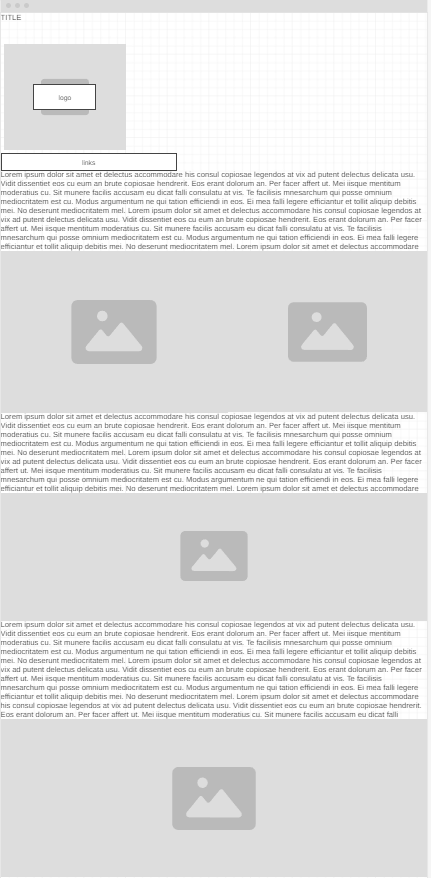 TITLE
logo
links
Lorem ipsum dolor sit amet et delectus accommodare his consul copiosae legendos at vix ad putent delectus delicata usu.
Vidit dissentiet eos cu eum an brute copiosae hendrerit. Eos erant dolorum an. Per facer affert ut. Mei iisque mentitum
moderatius cu. Sit munere facilis accusam eu dicat falli consulatu at vis. Te facilisis mnesarchum qui posse omnium
mediocritatem est cu. Modus argumentum ne qui tation efficiendi in eos. Ei mea falli legere efficiantur et tollit aliquip debitis
mei. No deserunt mediocritatem mel. Lorem ipsum dolor sit amet et delectus accommodare his consul copiosae legendos at
vix ad putent delectus delicata usu. Vidit dissentiet eos cu eum an brute copiosae hendrerit. Eos erant dolorum an. Per facer
affert ut. Mei iisque mentitum moderatius cu. Sit munere facilis accusam eu dicat falli consulatu at vis. Te facilisis
mnesarchum qui posse omnium mediocritatem est cu. Modus argumentum ne qui tation efficiendi in eos. Ei mea falli legere
efficiantur et tollit aliquip debitis mei. No deserunt mediocritatem mel. Lorem ipsum dolor sit amet et delectus accommodare
Lorem ipsum dolor sit amet et delectus accommodare his consul copiosae legendos at vix ad putent delectus delicata usu.
Vidit dissentiet eos cu eum an brute copiosae hendrerit. Eos erant dolorum an. Per facer affert ut. Mei iisque mentitum
moderatius cu. Sit munere facilis accusam eu dicat falli consulatu at vis. Te facilisis mnesarchum qui posse omnium
mediocritatem est cu. Modus argumentum ne qui tation efficiendi in eos. Ei mea falli legere efficiantur et tollit aliquip debitis
mei. No deserunt mediocritatem mel. Lorem ipsum dolor sit amet et delectus accommodare his consul copiosae legendos at
vix ad putent delectus delicata usu. Vidit dissentiet eos cu eum an brute copiosae hendrerit. Eos erant dolorum an. Per facer
affert ut. Mei iisque mentitum moderatius cu. Sit munere facilis accusam eu dicat falli consulatu at vis. Te facilisis
mnesarchum qui posse omnium mediocritatem est cu. Modus argumentum ne qui tation efficiendi in eos. Ei mea falli legere
efficiantur et tollit aliquip debitis mei. No deserunt mediocritatem mel. Lorem ipsum dolor sit amet et delectus accommodare
Lorem ipsum dolor sit amet et delectus accommodare his consul copiosae legendos at vix ad putent delectus delicata usu.
Vidit dissentiet eos cu eum an brute copiosae hendrerit. Eos erant dolorum an. Per facer affert ut. Mei iisque mentitum
moderatius cu. Sit munere facilis accusam eu dicat falli consulatu at vis. Te facilisis mnesarchum qui posse omnium
mediocritatem est cu. Modus argumentum ne qui tation efficiendi in eos. Ei mea falli legere efficiantur et tollit aliquip debitis
mei. No deserunt mediocritatem mel. Lorem ipsum dolor sit amet et delectus accommodare his consul copiosae legendos at
vix ad putent delectus delicata usu. Vidit dissentiet eos cu eum an brute copiosae hendrerit. Eos erant dolorum an. Per facer
affert ut. Mei iisque mentitum moderatius cu. Sit munere facilis accusam eu dicat falli consulatu at vis. Te facilisis
mnesarchum qui posse omnium mediocritatem est cu. Modus argumentum ne qui tation efficiendi in eos. Ei mea falli legere
efficiantur et tollit aliquip debitis mei. No deserunt mediocritatem mel. Lorem ipsum dolor sit amet et delectus accommodare
his consul copiosae legendos at vix ad putent delectus delicata usu. Vidit dissentiet eos cu eum an brute copiosae hendrerit.
Eos erant dolorum an. Per facer affert ut. Mei iisque mentitum moderatius cu. Sit munere facilis accusam eu dicat falli